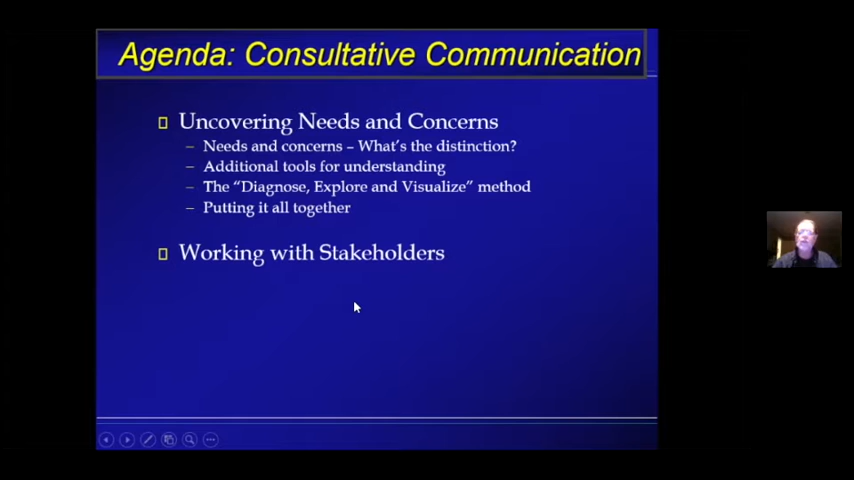 Agenda: Consultative Communication
Uncovering Needs and Concerns
– Needs and concerns – What's the distinction?
– Additional tools for understanding
– The “Diagnose, Explore and Visualize” method
– Putting it all together
Working with Stakeholders